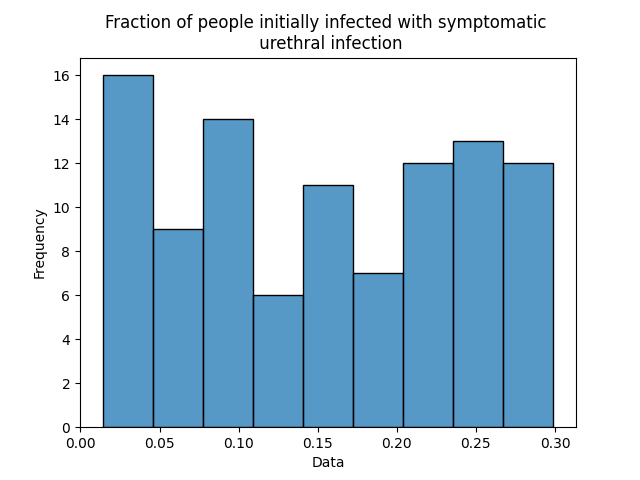 Fraction of people initially infected with symptomatic
urethral infection
16
14
12
10
8
6
4
2
0
Frequency
0.00 0.05 0.10 0.15 0.20 0.25 0.30
Data